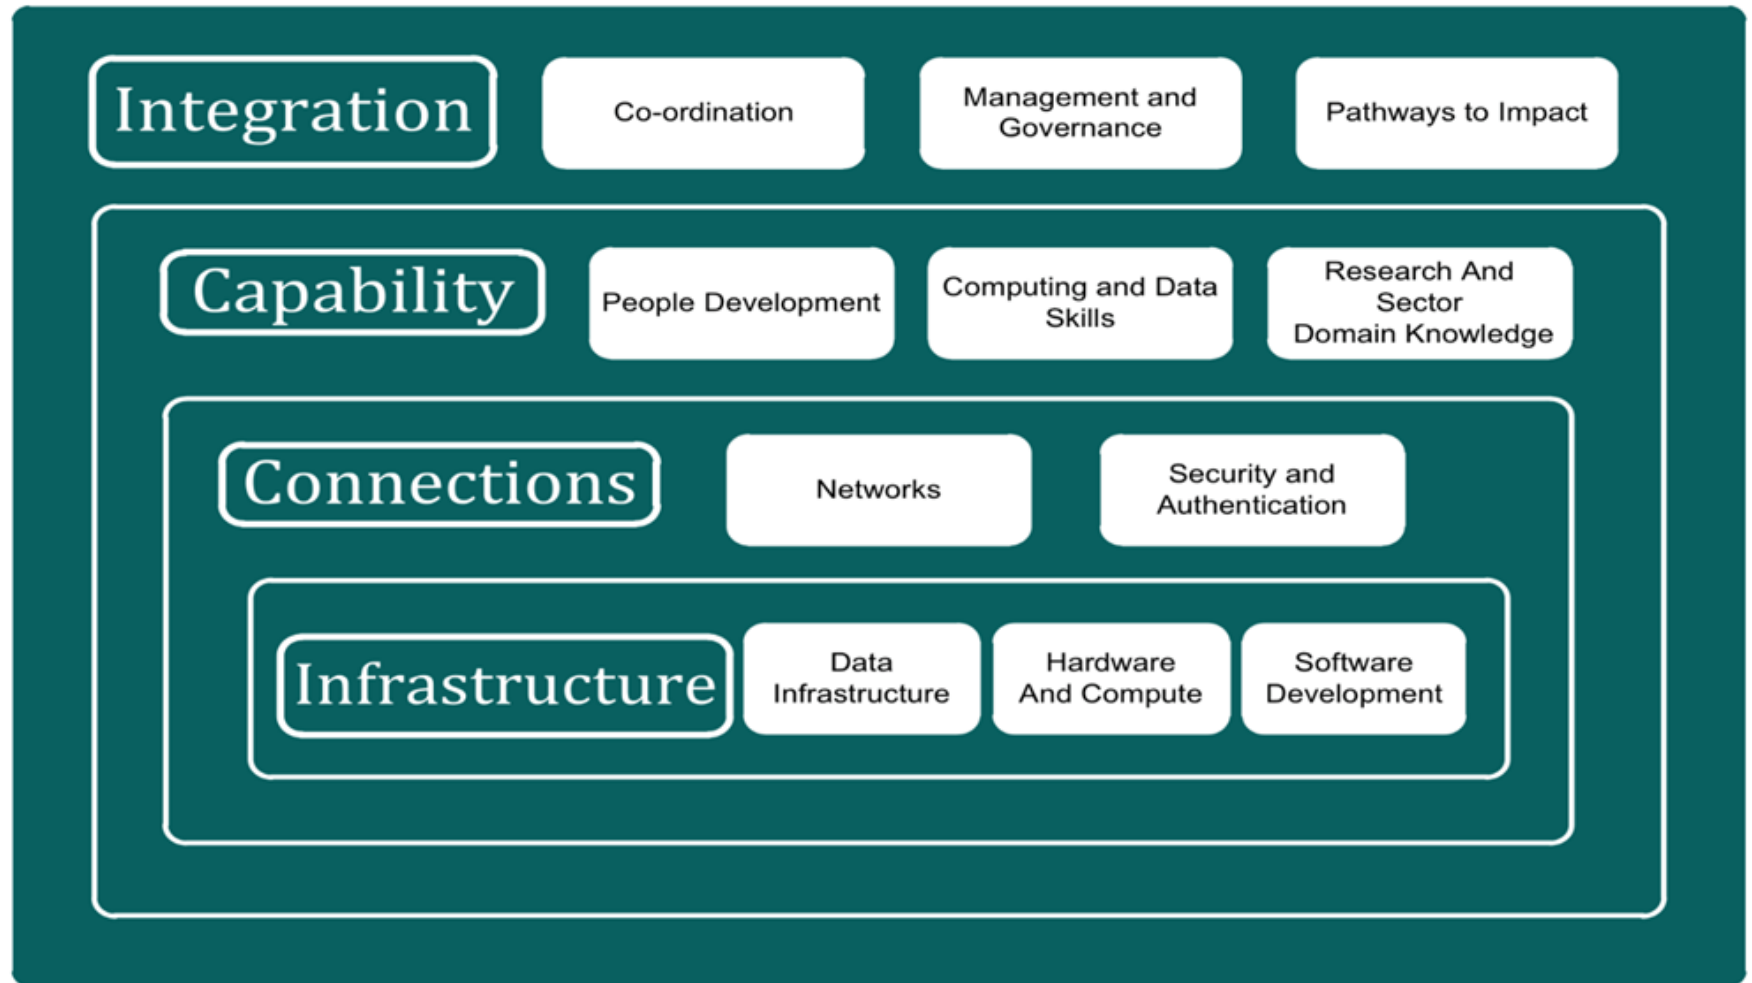 Integration
Co-ordination
Management and
Governance
Pathways to Impact
Capability
People Development
Computing and Data
Skills
Research And
Sector
Domain Knowledge
Connections
Networks
Security and
Authentication
Infrastructure
Data
Infrastructure
Hardware
And Compute
Software
Development